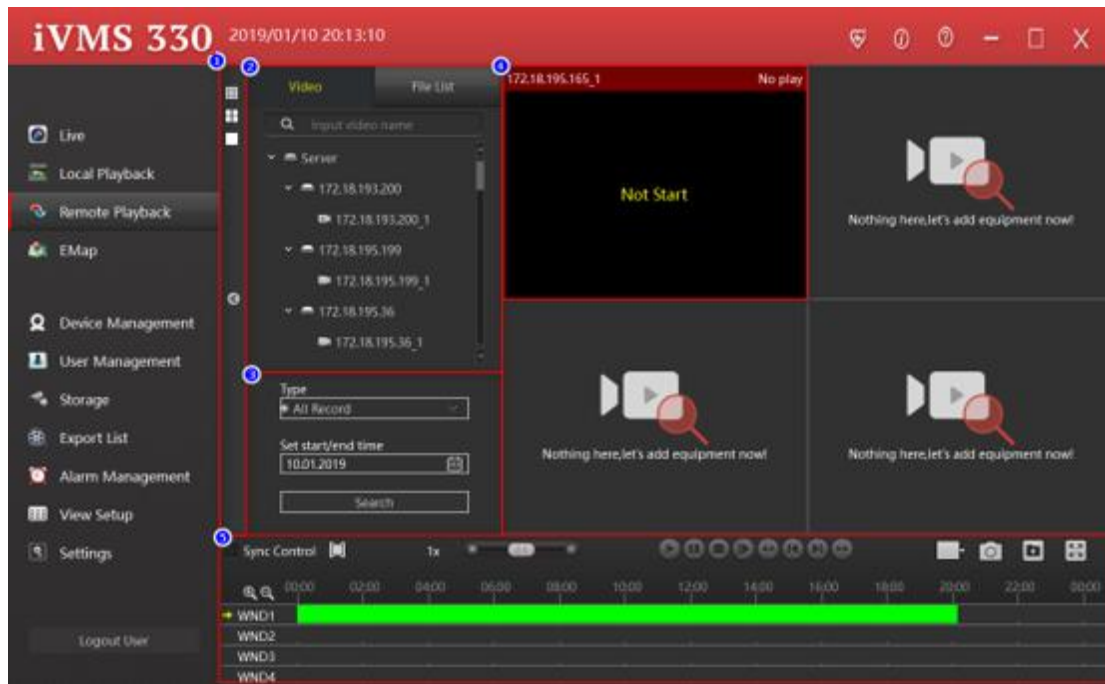 iVMS 330
2019/01/10 20:13:10
Live
Local Playback
Remote Playback
EMap
Device Management
User Management
Storage
Export List
Alarm Management
View Setup
Settings
Logout User
1
2
Video
File List
Input video name
Server
172.18.193.200
172.18.193.200_1
172.18.195.199
172.18.195.199_1
172.18.195.36
172.18.195.36_1
3
Type
All Record
Set start/end time
10.01.2019
Search
4
172.18.195.165_1
No play
Not Start
Nothing here,let's add equipment now!
Nothing here,let's add equipment now!
Nothing here,let's add equipment now!
5
Sync Control
1x
00:00 02:00 04:00 06:00 08:00 10:00 12:00 14:00 16:00 18:00 20:00 22:00 00:00
WND1
WND2
WND3
WND4